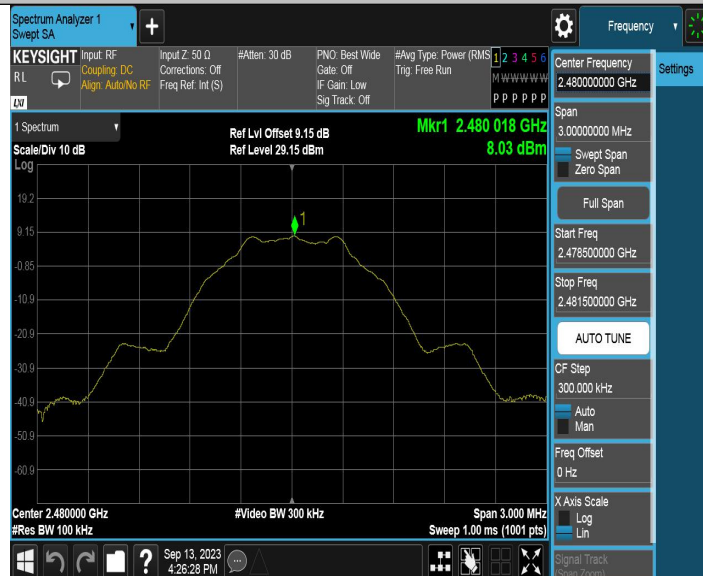 Spectrum Analyzer 1
Swept SA
Frequency
KEYSIGHT
RL
LXI
Input: RF
Coupling: DC
Align: Auto/No RF
Input Z: 50 Ω
Corrections: Off
Freq Ref: Int (S)
#Atten: 30 dB
PNO: Best Wide
Gate: Off
IF Gain: Low
Sig Track: Off
#Avg Type: Power (RMS
Trig: Free Run
1 2 3 4 5 6
M W W W W W
P P P P P P
Center Frequency
2.480000000 GHz
Settings
Span
3.00000000 MHz
Swept Span
Zero Span
Full Span
Start Freq
2.478500000 GHz
Stop Freq
2.481500000 GHz
AUTO TUNE
CF Step
300.000 kHz
Auto
Man
Freq Offset
0 Hz
X Axis Scale
Log
Lin
Signal Track
(Span Zoom)
1 Spectrum
Scale/Div 10 dB
Log
Ref Lvl Offset 9.15 dB
Ref Level 29.15 dBm
Mkr1 2.480 018 GHz
8.03 dBm
19.2
9.15
-0.85
-10.9
-20.9
-30.9
-40.9
-50.9
-60.9
1
Center 2.480000 GHz
#Video BW 300 kHz
Span 3.000 MHz
#Res BW 100 kHz
Sweep 1.00 ms (1001 pts)
?
Sep 13, 2023
4:26:28 PM